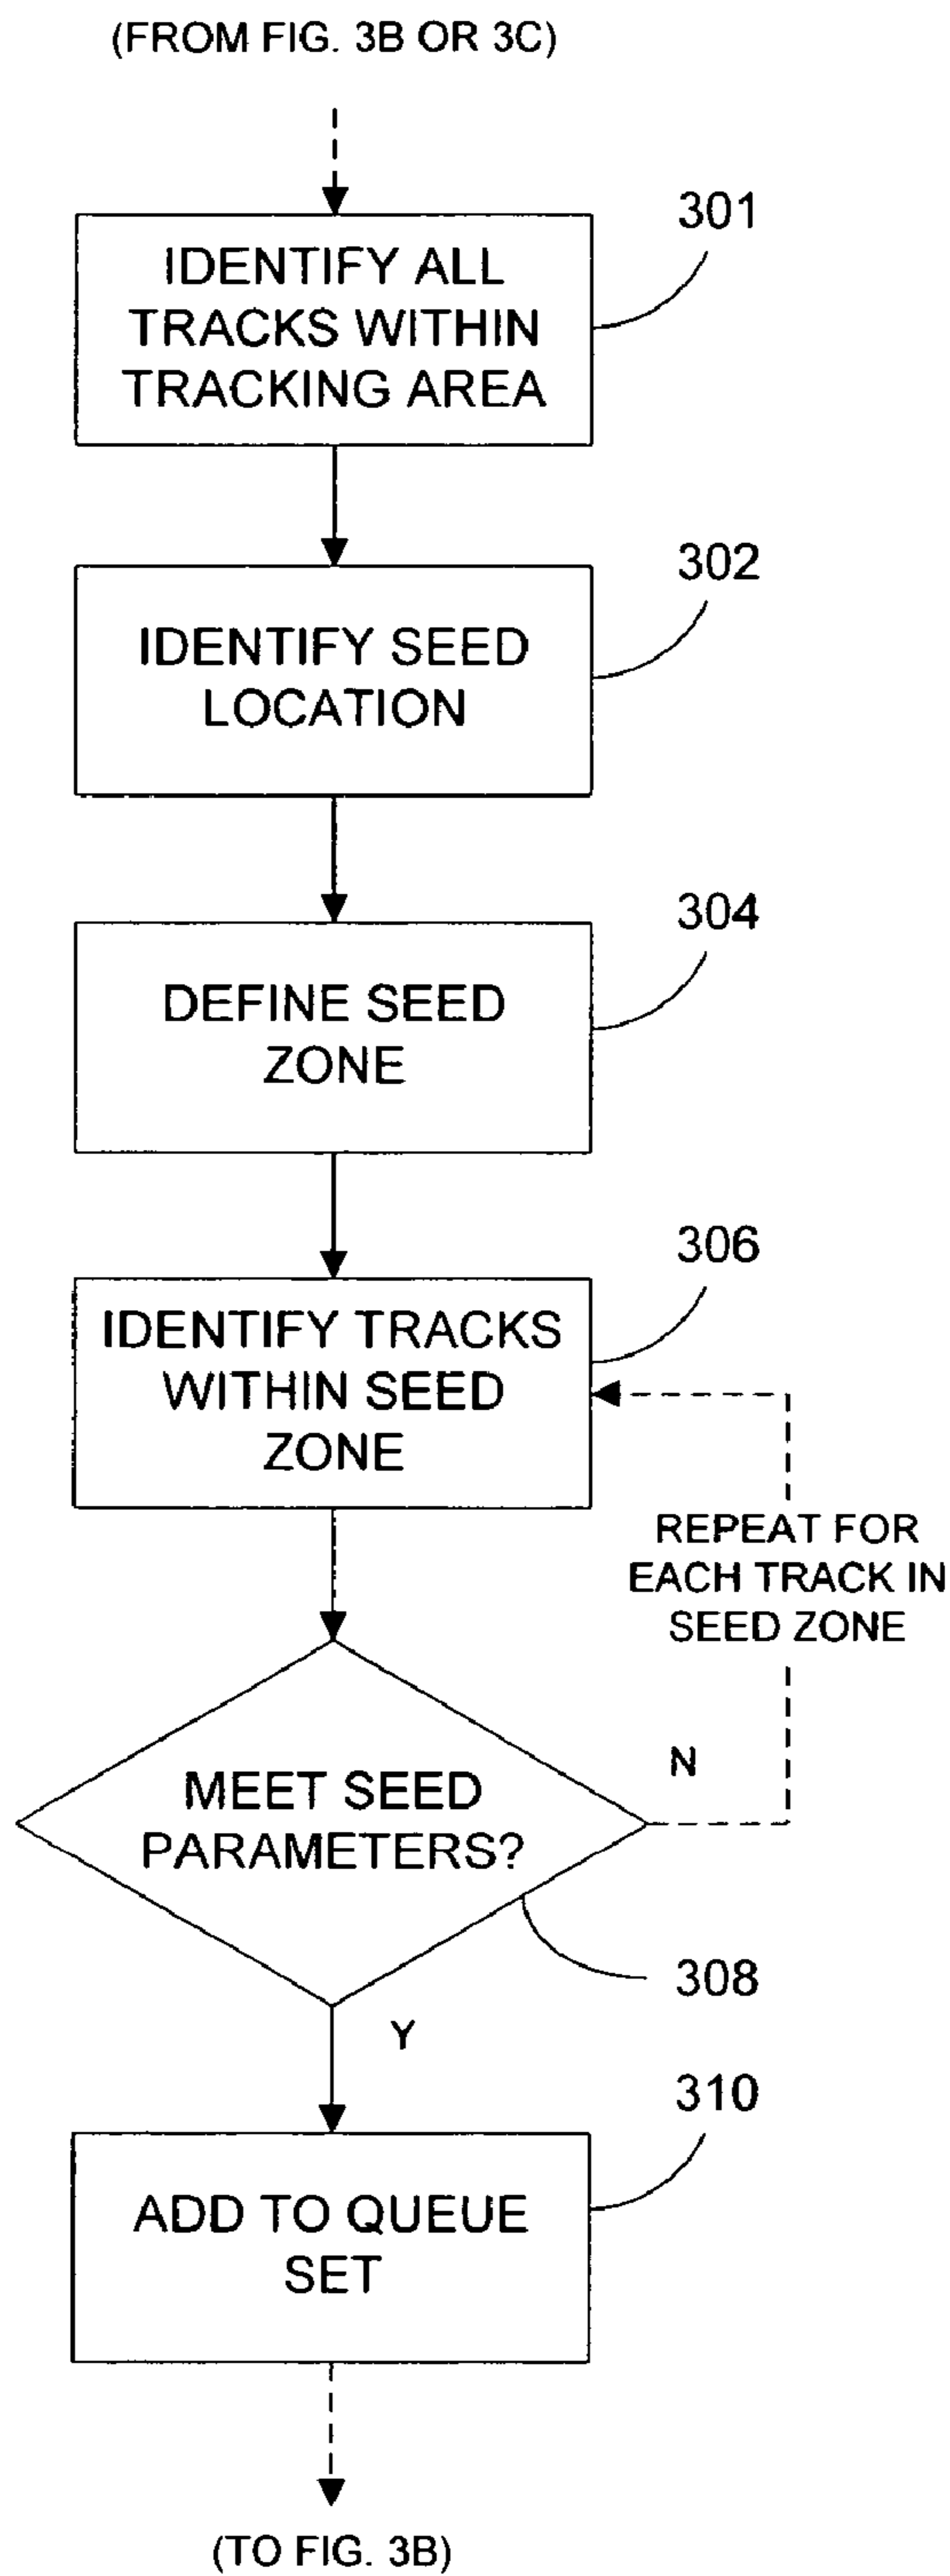 (FROM FIG. 3B OR 3C)
301
IDENTIFY ALL
TRACKS WITHIN
TRACKING AREA
302
IDENTIFY SEED
LOCATION
304
DEFINE SEED
ZONE
306
IDENTIFY TRACKS
WITHIN SEED
ZONE
REPEAT FOR
EACH TRACK IN
SEED ZONE
N
MEET SEED
PARAMETERS?
308
Y
310
ADD TO QUEUE
SET
(TO FIG. 3B)